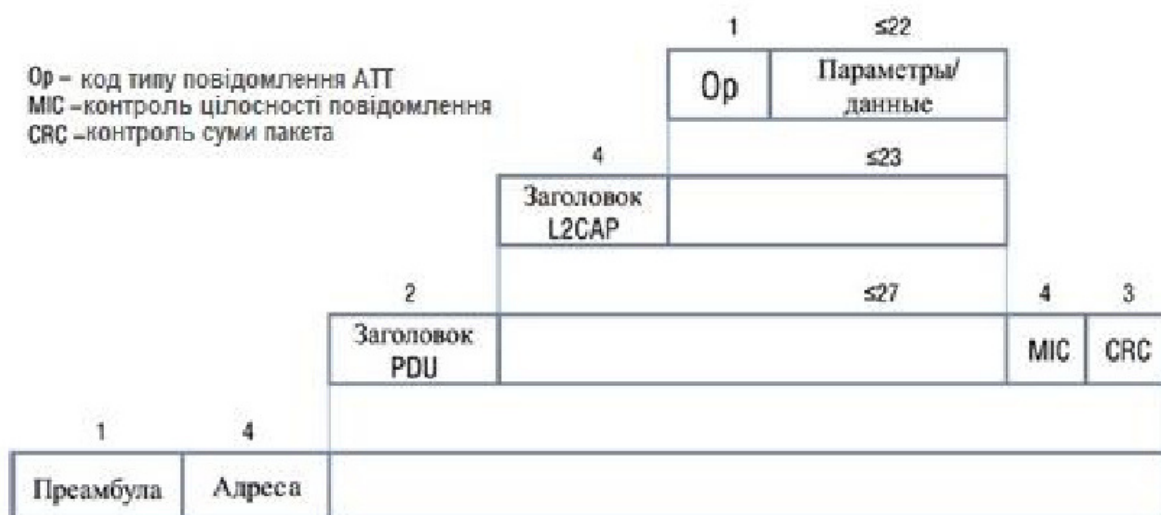 1 ≤22
Op – код типу повідомлення АТТ
MIC –контроль цілосності повідомлення
CRC –контроль суми пакета
Op
Параметры/
данные
4 ≤23
Заголовок
L2CAP
2 ≤27 4 3
Заголовок
PDU
MIC CRC
1 4
Преамбула Адреса